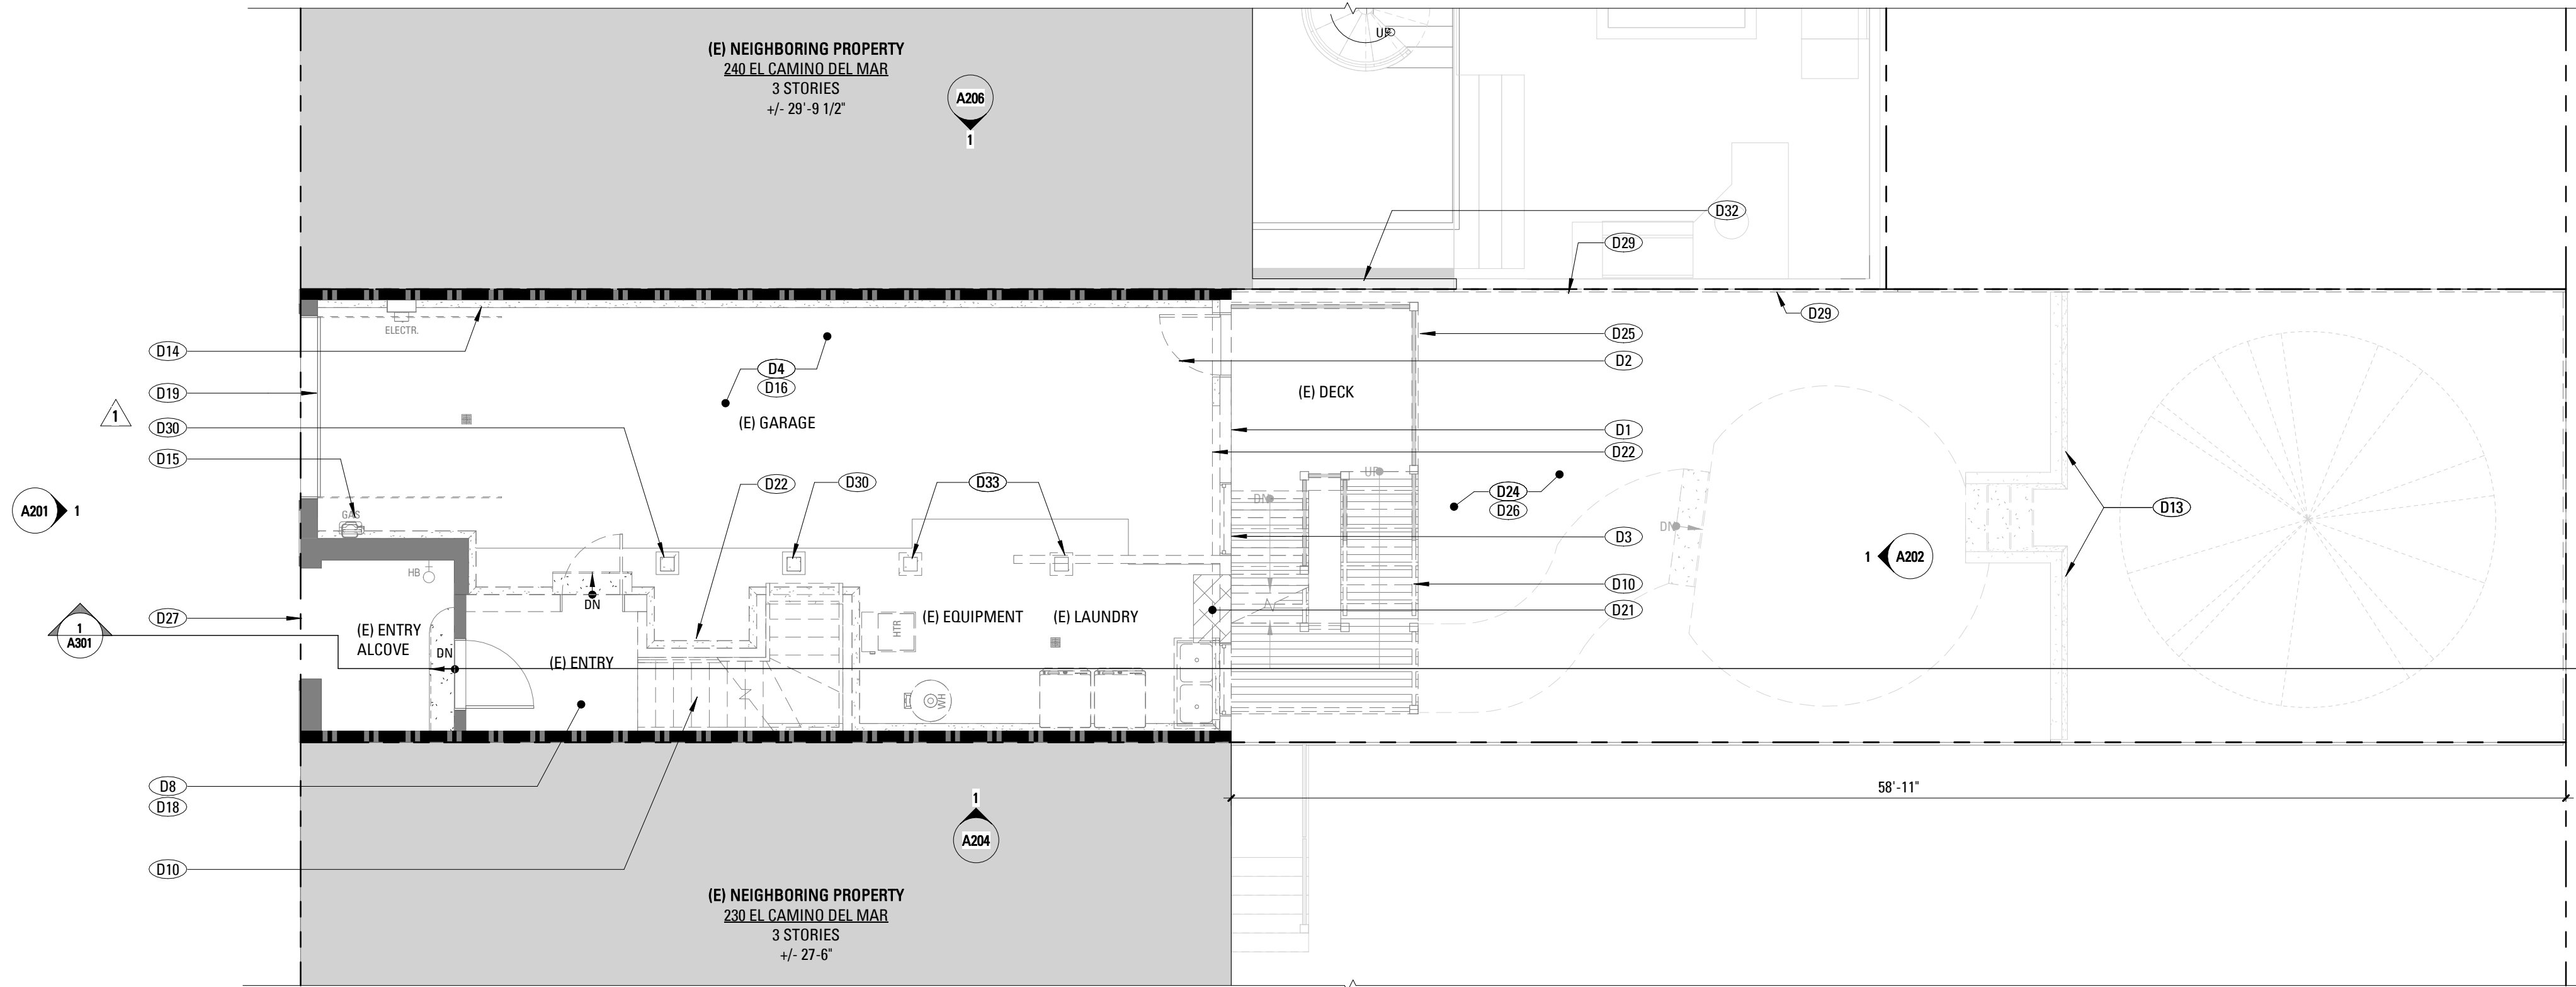 (E) NEIGHBORING PROPERTY
240 EL CAMINO DEL MAR
3 STORIES
+/- 29'-9 1/2"
A206
1
UP
D32
D29
D29
ELECTR.
D14
D4
D16
D25
D2
D19
(E) DECK
1
(E) GARAGE
D30
D1
D15
D22
UP
D22
D30
D33
D24
D26
DN
A201
1
GAS
DN
D13
D3
1
A202
HB
D10
DN
D21
D27
(E) EQUIPMENT
(E) LAUNDRY
HTR
1
A301
(E) ENTRY
ALCOVE
DN
(E) ENTRY
WH
D8
D18
58'-11"
1
A204
D10
(E) NEIGHBORING PROPERTY
230 EL CAMINO DEL MAR
3 STORIES
+/- 27-6"